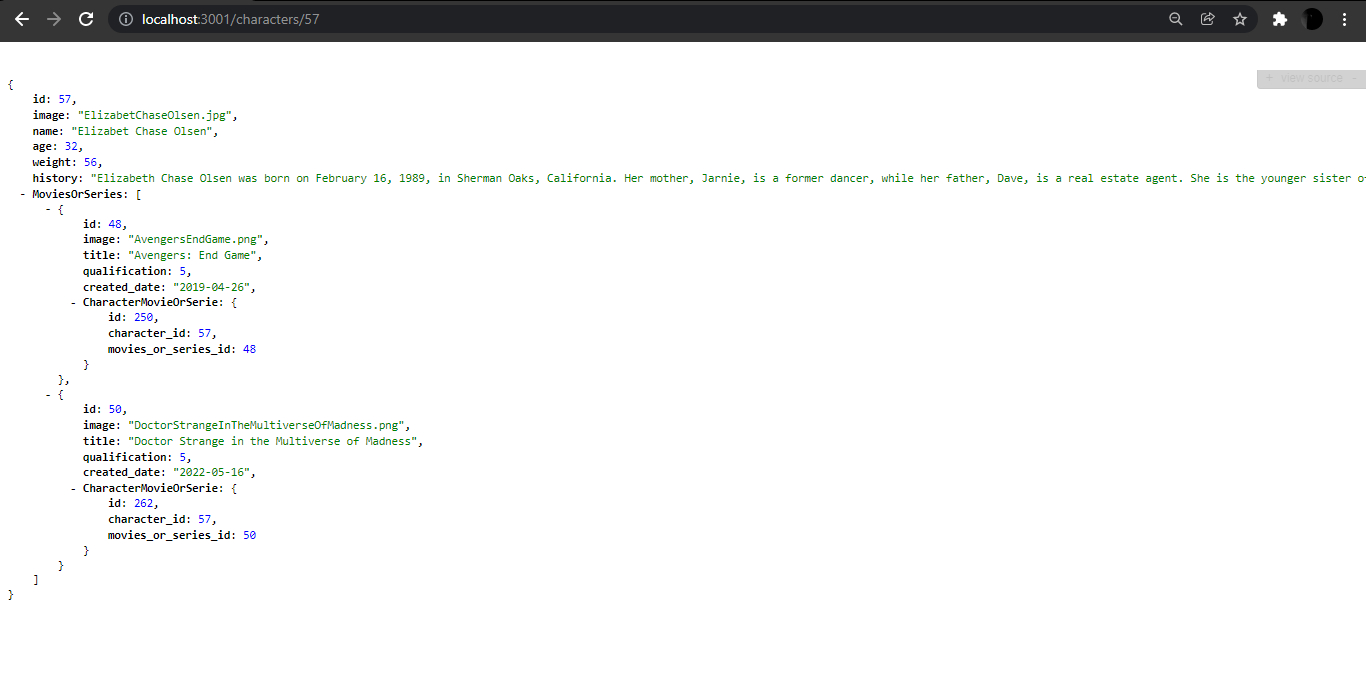 localhost:3001/characters/57
+ view source -
{
id: 57,
image: "ElizabetChaseOlsen.jpg",
name: "Elizabet Chase Olsen",
age: 32,
weight: 56,
history: "Elizabeth Chase Olsen was born on February 16, 1989, in Sherman Oaks, California. Her mother, Jarnie, is a former dancer, while her father, Dave, is a real estate agent. She is the younger sister o
- MoviesOrSeries: [
- {
id: 48,
image: "AvengersEndGame.png",
title: "Avengers: End Game",
qualification: 5,
created_date: "2019-04-26",
- CharacterMovieOrSerie: {
id: 250,
character_id: 57,
movies_or_series_id: 48
}
},
- {
id: 50,
image: "DoctorStrangeInTheMultiverseOfMadness.png",
title: "Doctor Strange in the Multiverse of Madness",
qualification: 5,
created_date: "2022-05-16",
- CharacterMovieOrSerie: {
id: 262,
character_id: 57,
movies_or_series_id: 50
}
}
]
}